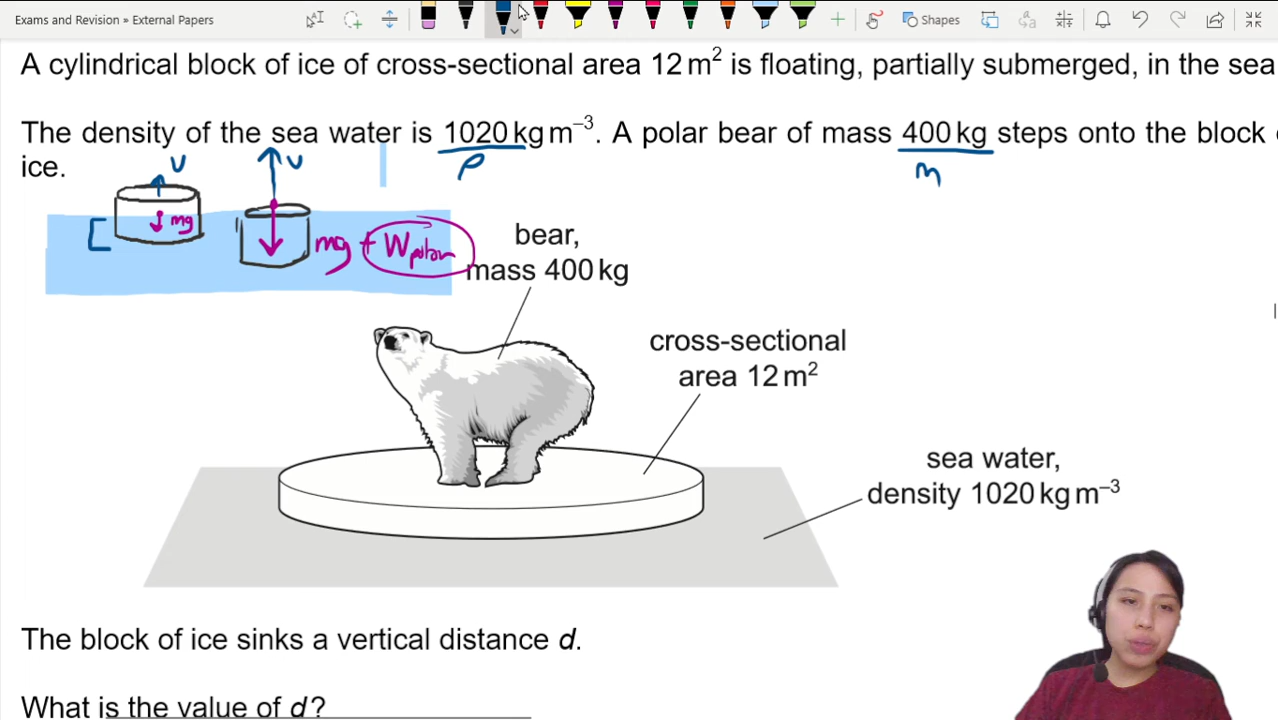 Exams and Revision » External Papers
Shapes
A cylindrical block of ice of cross-sectional area 12 m² is floating, partially submerged, in the sea
The density of the sea water is 1020 kg m⁻³. A polar bear of mass 400 kg steps onto the block
ice.
ρ
m
U
U
mg
mg + Wpolar
bear,
mass 400 kg
cross-sectional
area 12 m²
sea water,
density 1020 kg m⁻³
The block of ice sinks a vertical distance d.
What is the value of d?